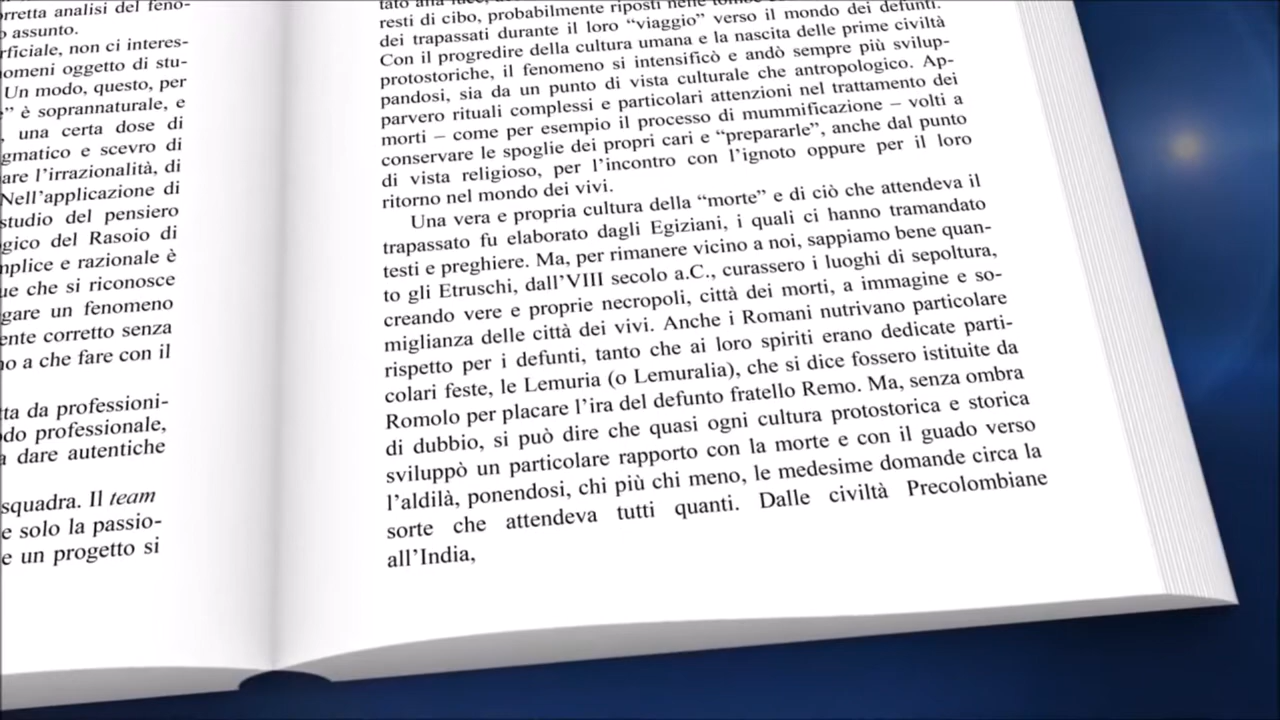 orretta analisi del feno-
o assunto.
rficiale, non ci interes-
omeni oggetto di stu-
Un modo, questo, per
è soprannaturale, e
una certa dose di
gmatico e scevro di
are l’irrazionalità, di
Nell’applicazione di
studio del pensiero
gico del Rasoio di
mplice e razionale è
ue che si riconosce
gare un fenomeno
ente corretto senza
no a che fare con il
tta da professioni-
odo professionale,
a dare autentiche
squadra. Il team
e solo la passio-
e un progetto si
resti di cibo, probabilmente riposti nelle
dei trapassati durante il loro “viaggio” verso il mondo dei defunti.
Con il progredire della cultura umana e la nascita delle prime civiltà
protostoriche, il fenomeno si intensificò e andò sempre più svilup-
pandosi, sia da un punto di vista culturale che antropologico. Ap-
parvero rituali complessi e particolari attenzioni nel trattamento dei
morti – come per esempio il processo di mummificazione – volti a
conservare le spoglie dei propri cari e “prepararle”, anche dal punto
di vista religioso, per l’incontro con l’ignoto oppure per il loro
ritorno nel mondo dei vivi.
Una vera e propria cultura della “morte” e di ciò che attendeva il
trapassato fu elaborato dagli Egiziani, i quali ci hanno tramandato
testi e preghiere. Ma, per rimanere vicino a noi, sappiamo bene quan-
to gli Etruschi, dall’VIII secolo a.C., curassero i luoghi di sepoltura,
creando vere e proprie necropoli, città dei morti, a immagine e so-
miglianza delle città dei vivi. Anche i Romani nutrivano particolare
rispetto per i defunti, tanto che ai loro spiriti erano dedicate parti-
colari feste, le Lemuria (o Lemuralia), che si dice fossero istituite da
Romolo per placare l’ira del defunto fratello Remo. Ma, senza ombra
di dubbio, si può dire che quasi ogni cultura protostorica e storica
sviluppò un particolare rapporto con la morte e con il guado verso
l’aldilà, ponendosi, chi più chi meno, le medesime domande circa la
sorte che attendeva tutti quanti. Dalle civiltà Precolombiane
all’India,